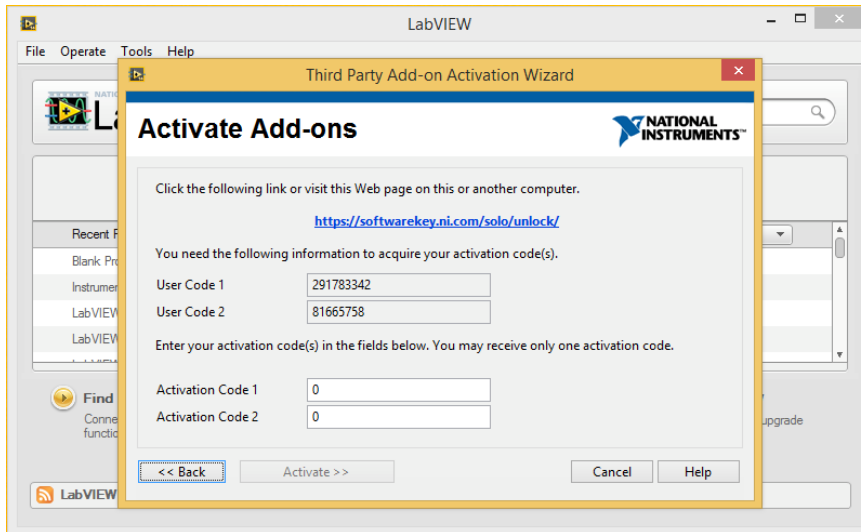 LabVIEW
File Operate Tools Help
Third Party Add-on Activation Wizard
Activate Add-ons
NATIONAL
INSTRUMENTS™
Click the following link or visit this Web page on this or another computer.
https://softwarekey.ni.com/solo/unlock/
You need the following information to acquire your activation code(s).
User Code 1 291783342
User Code 2 81665758
Enter your activation code(s) in the fields below. You may receive only one activation code.
Activation Code 1 0
Activation Code 2 0
<< Back Activate >> Cancel Help
Recent
Blank
LabVIEW
LabVIEW
Find
upgrade
LabVIEW